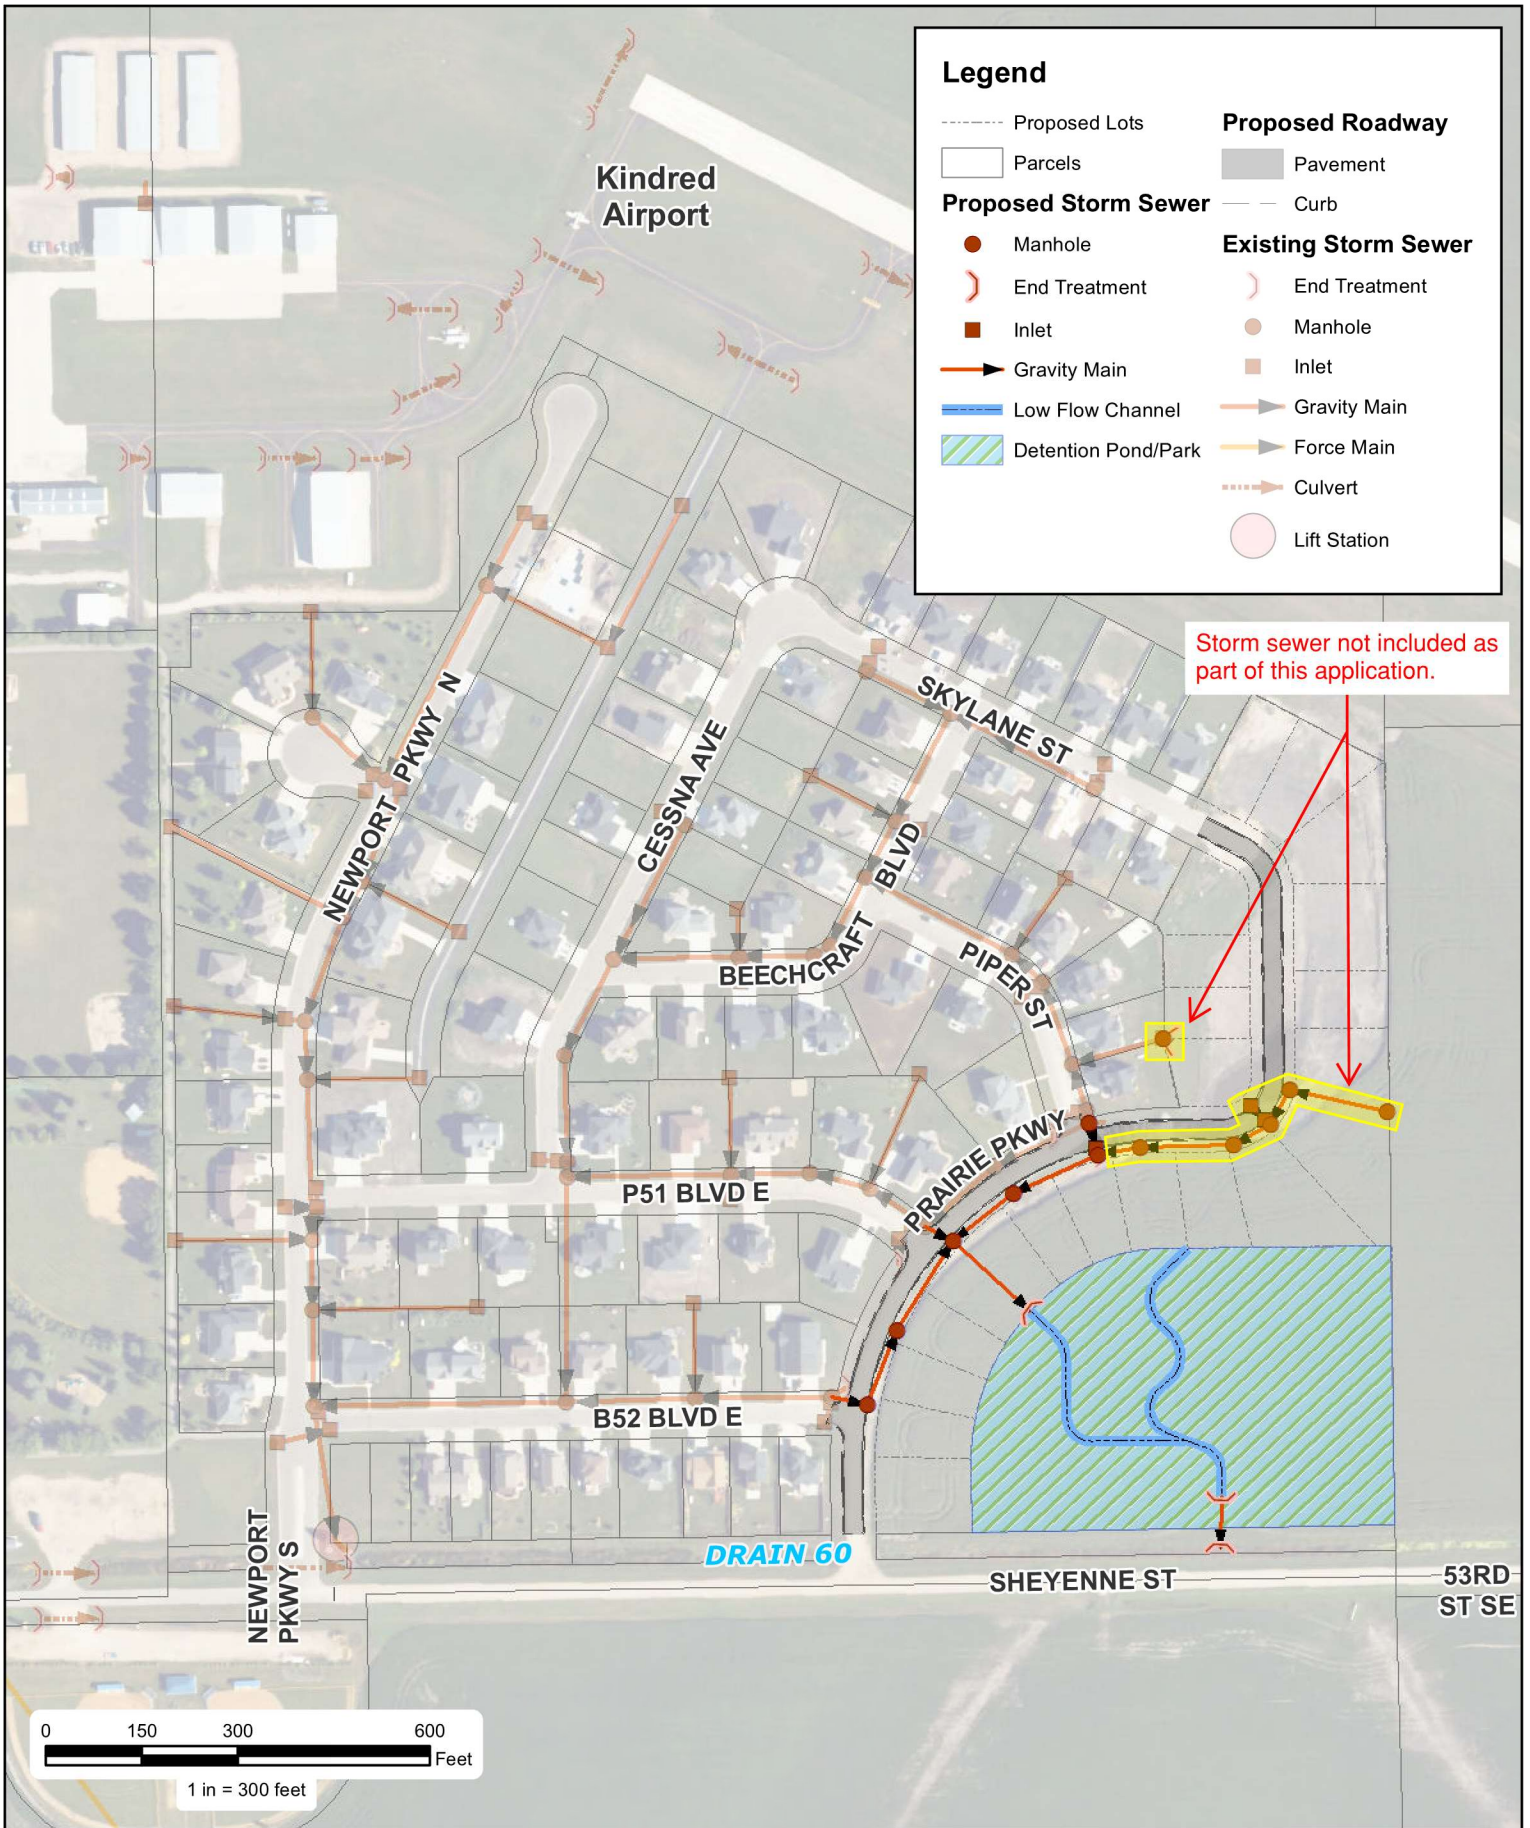 Kindred
Airport
Legend
Proposed Lots
Parcels
Proposed Storm Sewer
Manhole
End Treatment
Inlet
Gravity Main
Low Flow Channel
Detention Pond/Park
Proposed Roadway
Pavement
Curb
Existing Storm Sewer
End Treatment
Manhole
Inlet
Gravity Main
Force Main
Culvert
Lift Station
Storm sewer not included as
part of this application.
SKYLANE ST
NEWPORT PKWY N
CESSNA AVE
BEECHCRAFT BLVD
PIPER ST
PRAIRIE PKWY
P51 BLVD E
B52 BLVD E
NEWPORT
PKWY S
DRAIN 60
SHEYENNE ST
53RD
ST SE
0 150 300 600
Feet
1 in = 300 feet